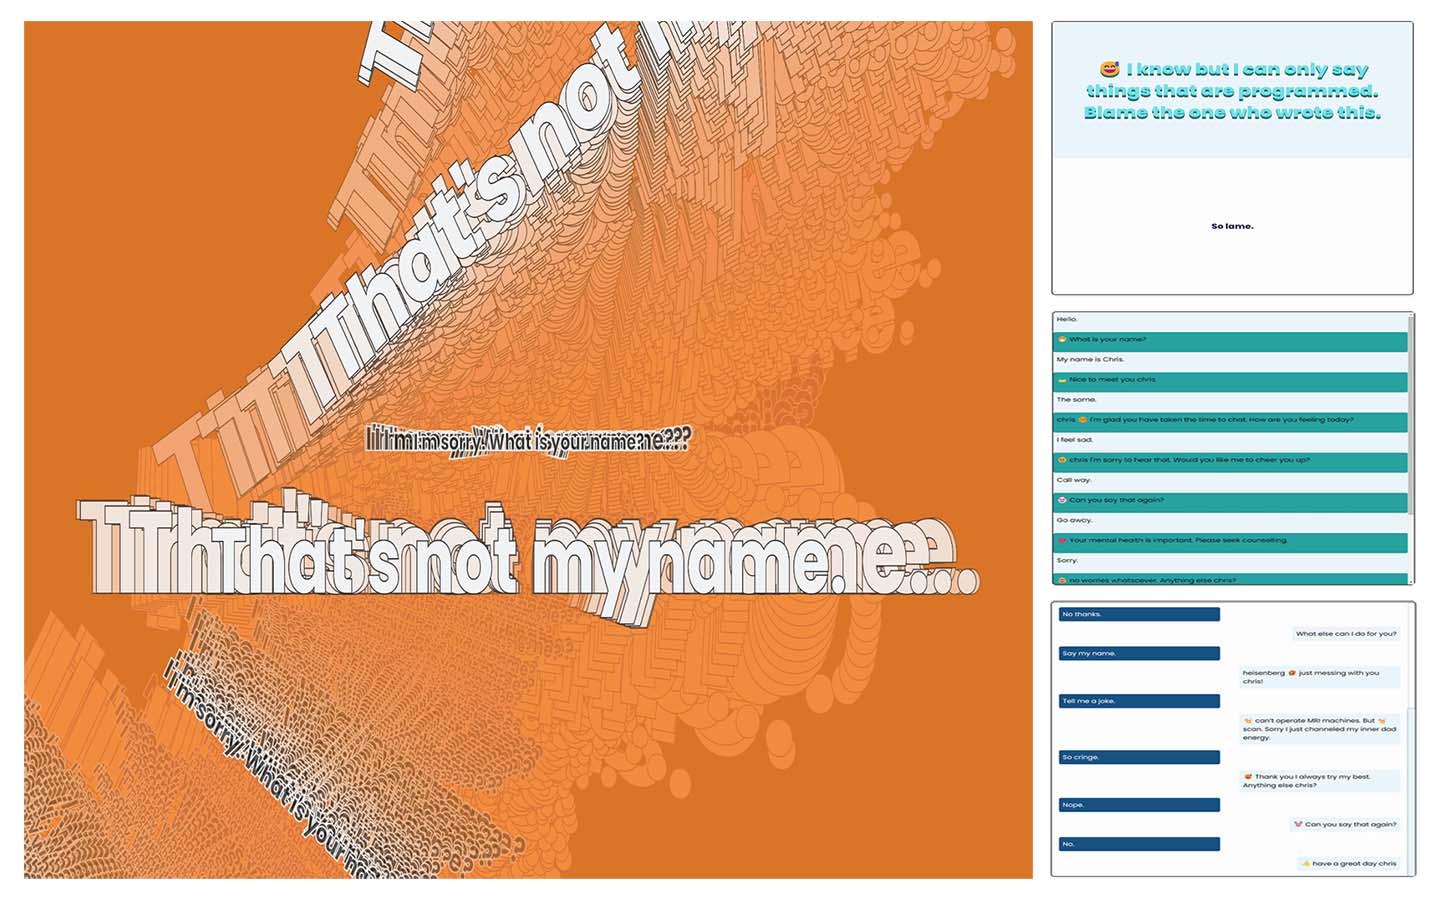 That's not
I'm sorry. What is your name?
That's not my name.
I'm sorry. What is your
😅 I know but I can only say
things that are programmed.
Blame the one who wrote this.
So lame.
Hello.
What is your name?
My name is Chris.
Nice to meet you chris
The same.
chris 😄 I'm glad you have taken the time to chat. How are you feeling today?
I feel sad.
chris I'm sorry to hear that. Would you like me to cheer you up?
Call way.
Can you say that again?
Go away.
Your mental health is important. Please seek counselling.
Sorry.
no worries whatsoever. Anything else chris?
No thanks.
What else can I do for you?
Say my name.
heisenberg just messing with you
chris!
Tell me a joke.
can't operate MRI machines. But
scan. Sorry I just channeled my inner dad
energy.
So cringe.
Thank you I always try my best.
Anything else chris?
Nope.
Can you say that again?
No.
have a great day chris